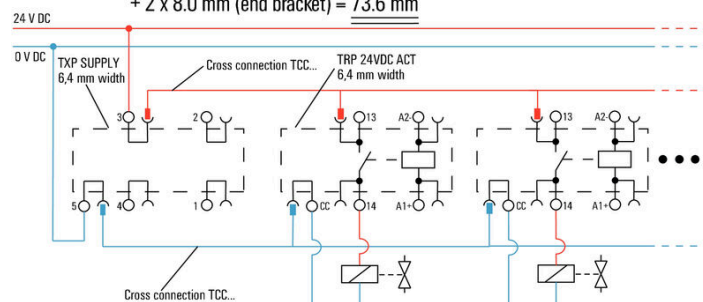 + 2 x 8.0 mm (end bracket) = 73.6 mm
24 V DC
0 V DC
TXP SUPPLY
6,4 mm width
Cross connection TCC...
TRP 24VDC ACT
6,4 mm width
3
2
13
A2-
13
A2-
5
4
1
CC
14
A1+
CC
14
A1+
Cross connection TCC...